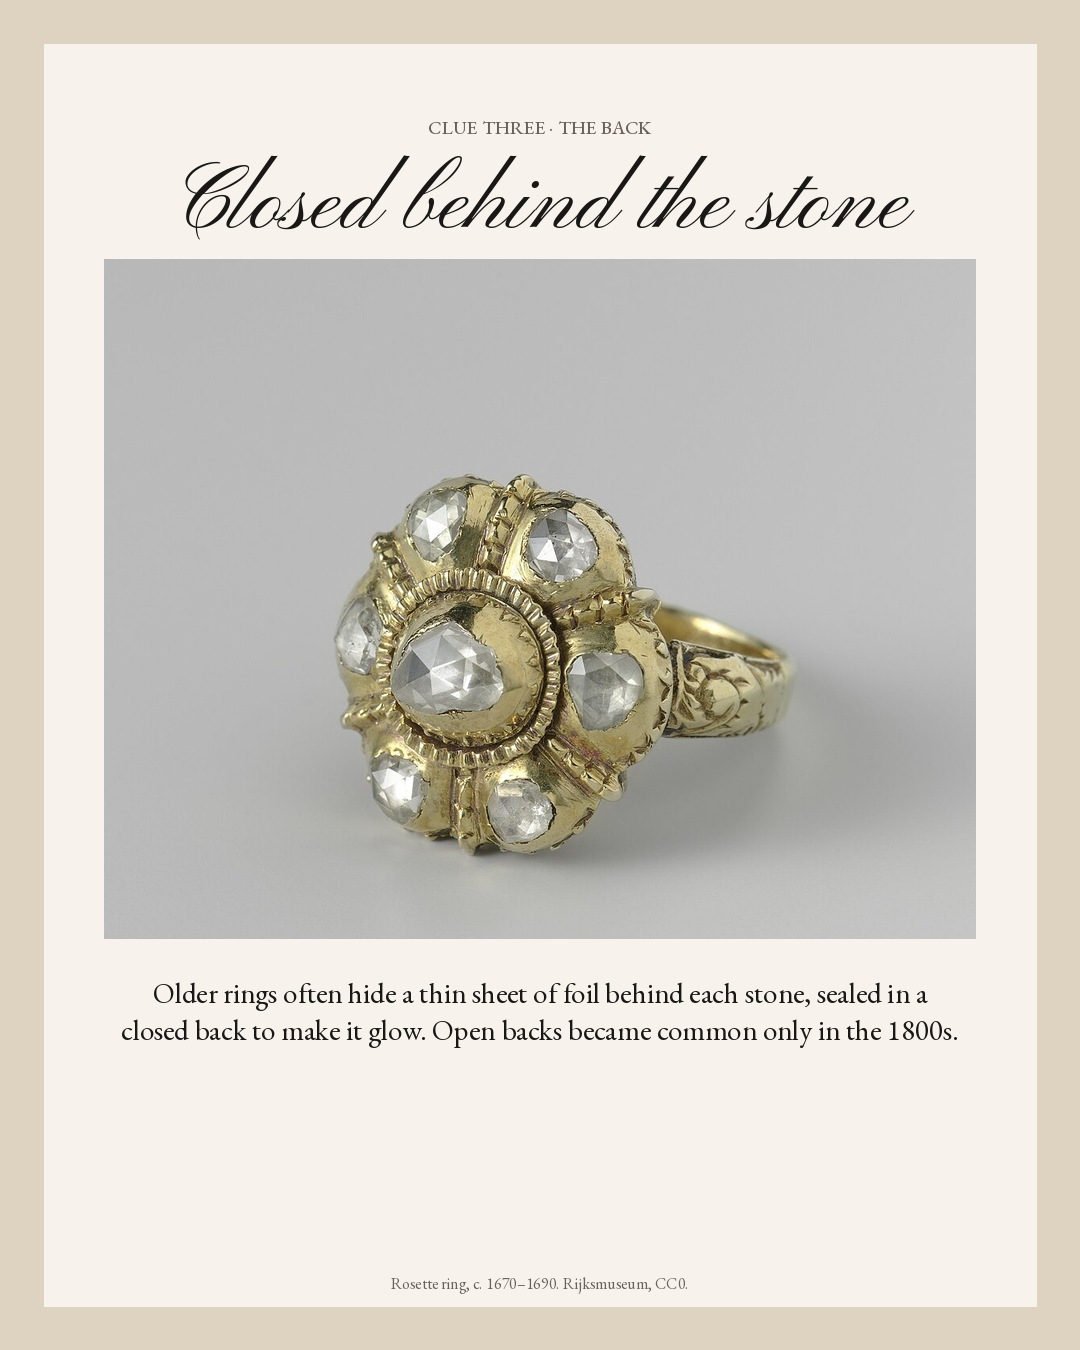 CLUE THREE · THE BACK
Closed behind the stone
Older rings often hide a thin sheet of foil behind each stone, sealed in a
closed back to make it glow. Open backs became common only in the 1800s.
Rosette ring, c. 1670–1690. Rijksmuseum, CC0.